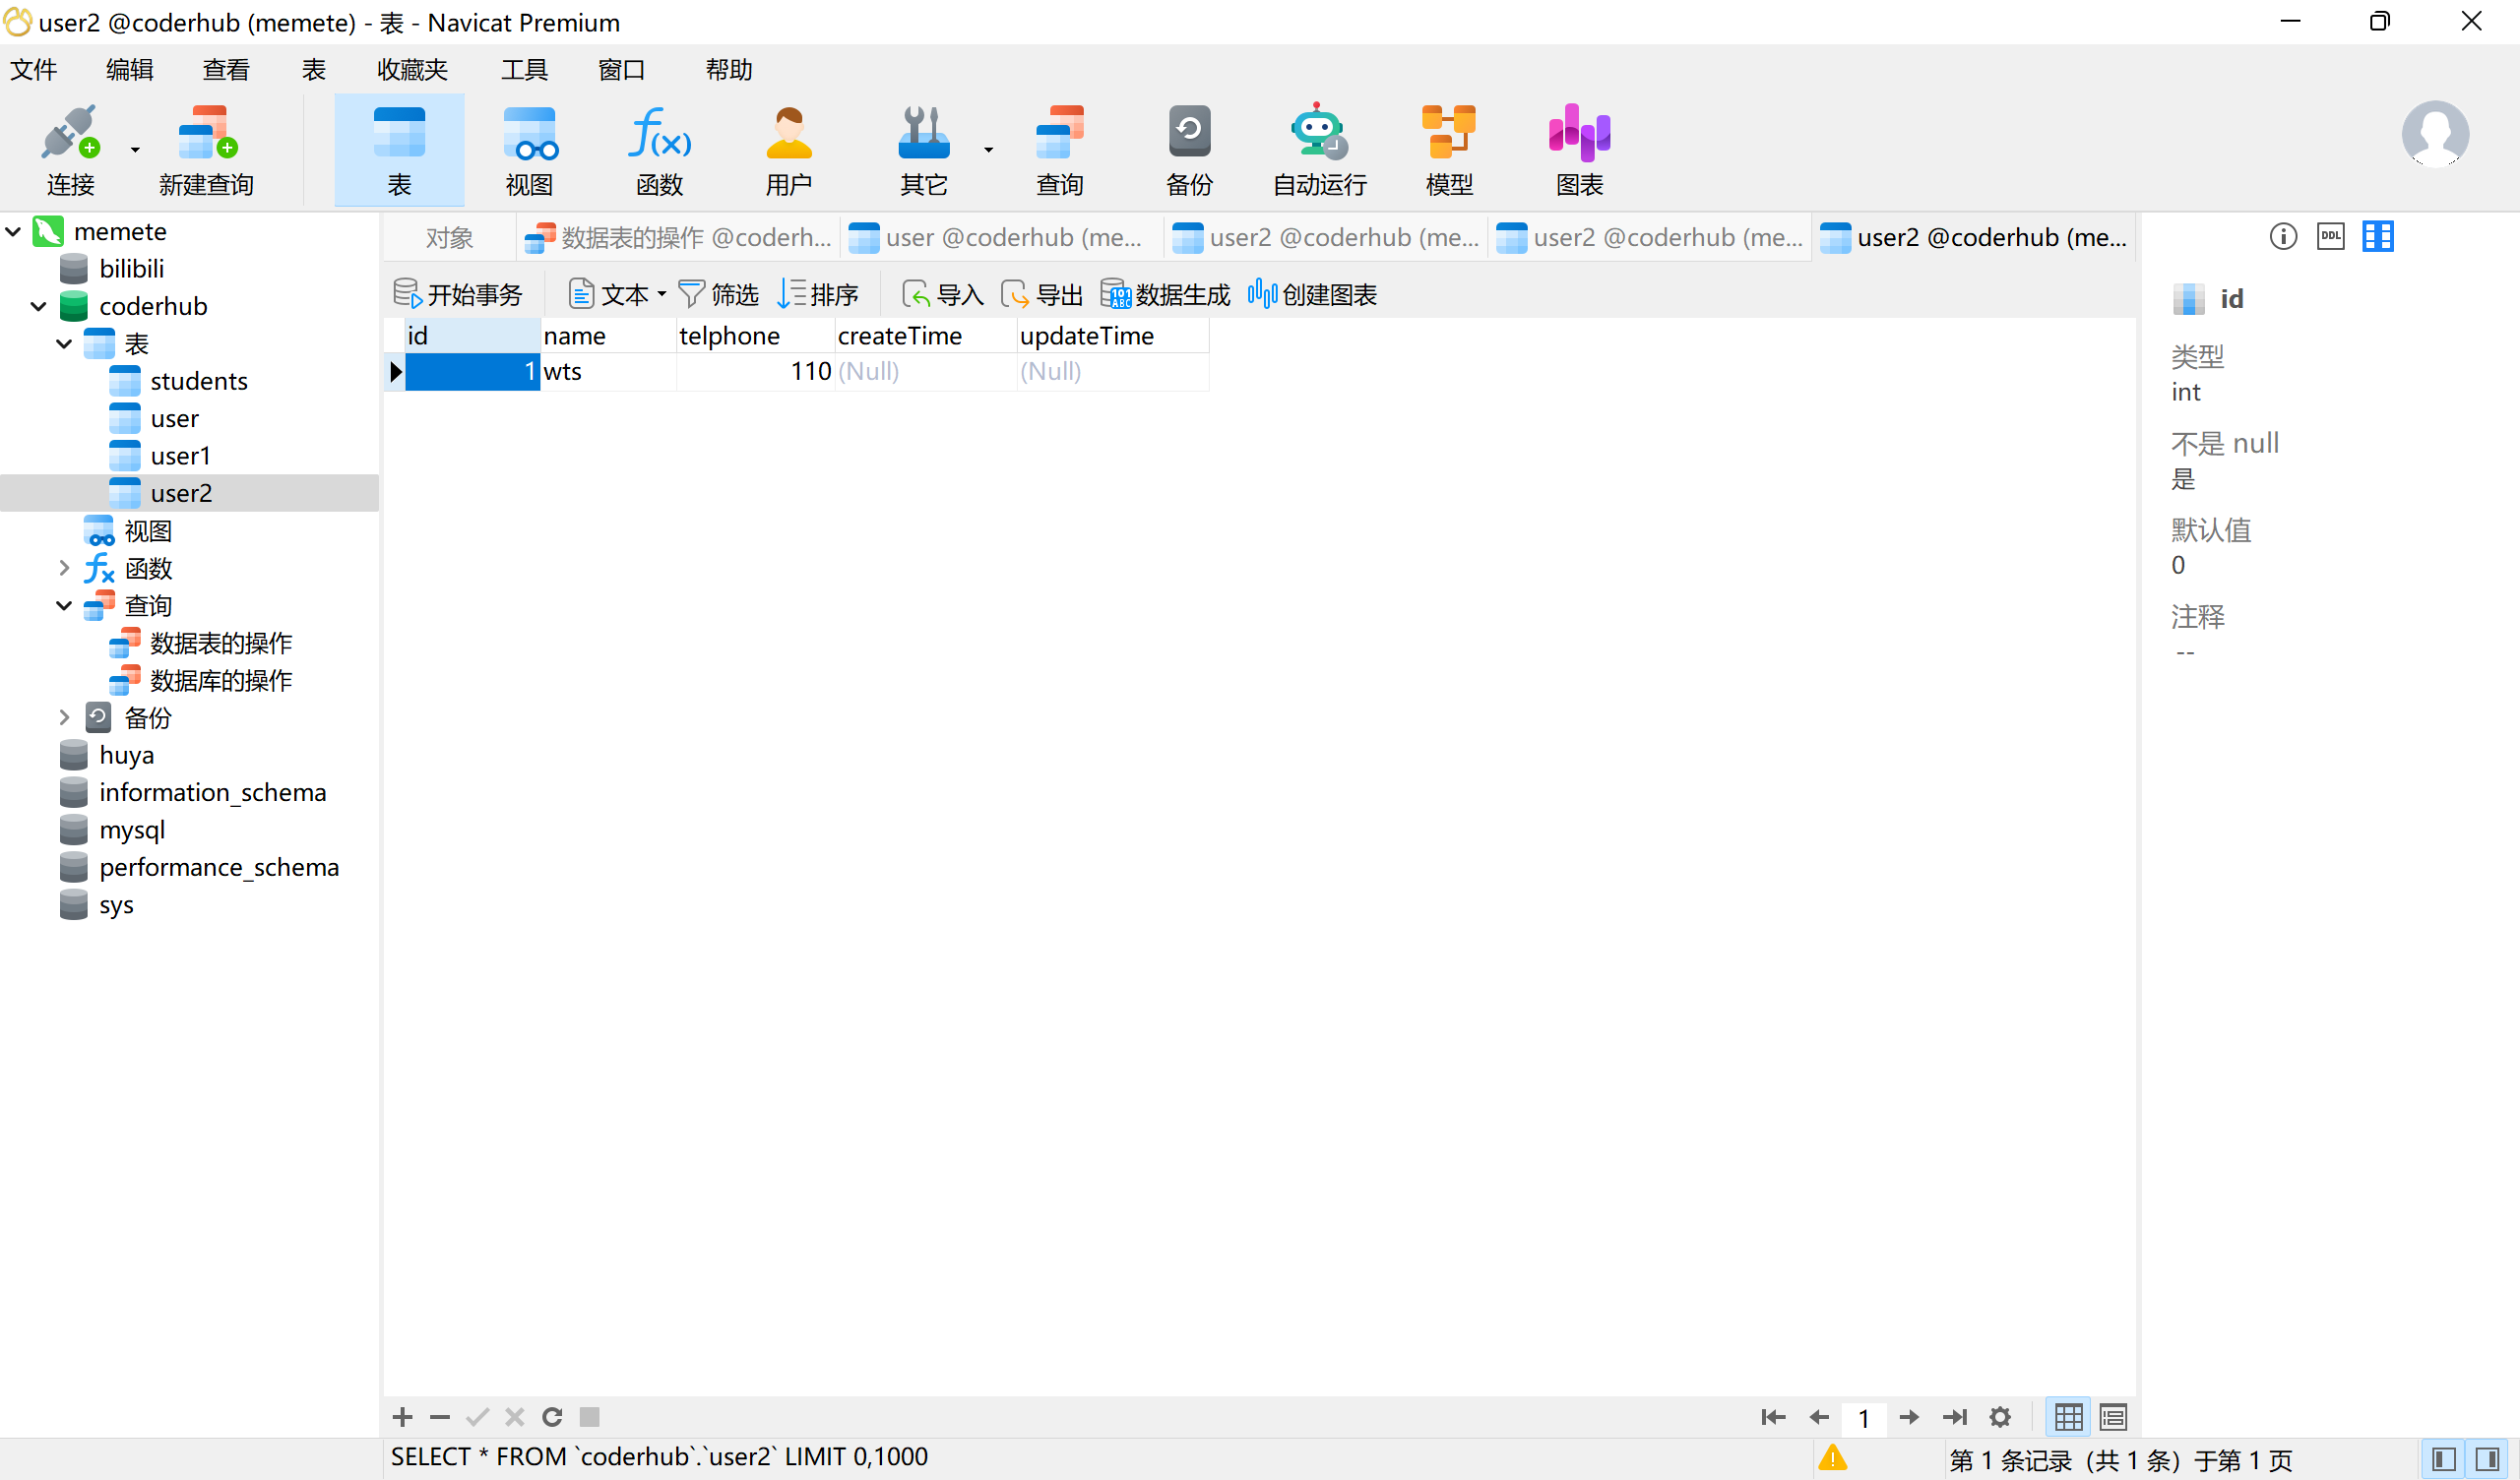 user2 @coderhub (memete) - 表 - Navicat Premium
文件 编辑 查看 表 收藏夹 工具 窗口 帮助
连接 新建查询 表 视图 函数 用户 其它 查询 备份 自动运行 模型 图表
memete
bilibili
coderhub
表
students
user
user1
user2
视图
函数
查询
数据表的操作
数据库的操作
备份
huya
information_schema
mysql
performance_schema
sys
对象 数据表的操作 @coderh... user @coderhub (me... user2 @coderhub (me... user2 @coderhub (me... user2 @coderhub (me...
开始事务 文本 筛选 排序 导入 导出 数据生成 创建图表
id name telphone createTime updateTime
1 wts 110 (Null) (Null)
DDL
id
类型
int
不是 null
是
默认值
0
注释
--
1
SELECT * FROM `coderhub`.`user2` LIMIT 0,1000
第 1 条记录 (共 1 条) 于第 1 页